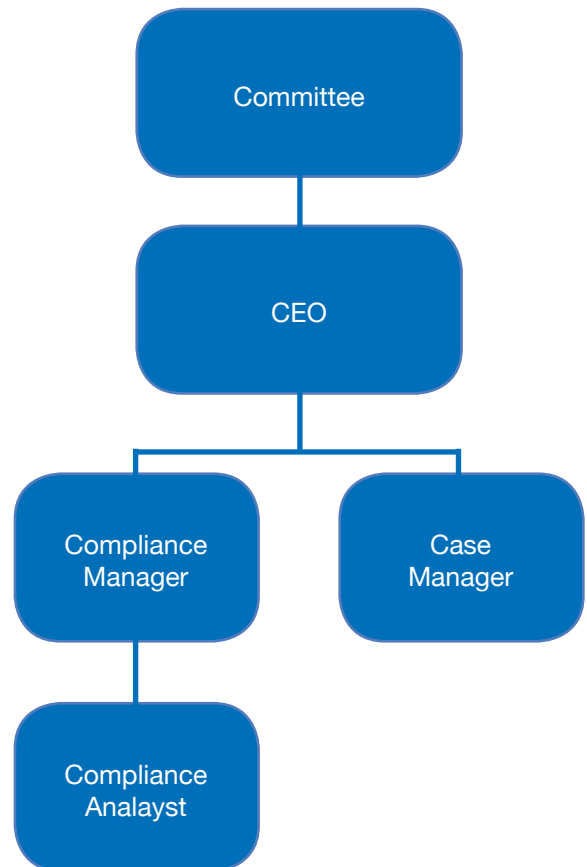 Committee
CEO
Compliance
Manager
Case
Manager
Compliance
Analayst